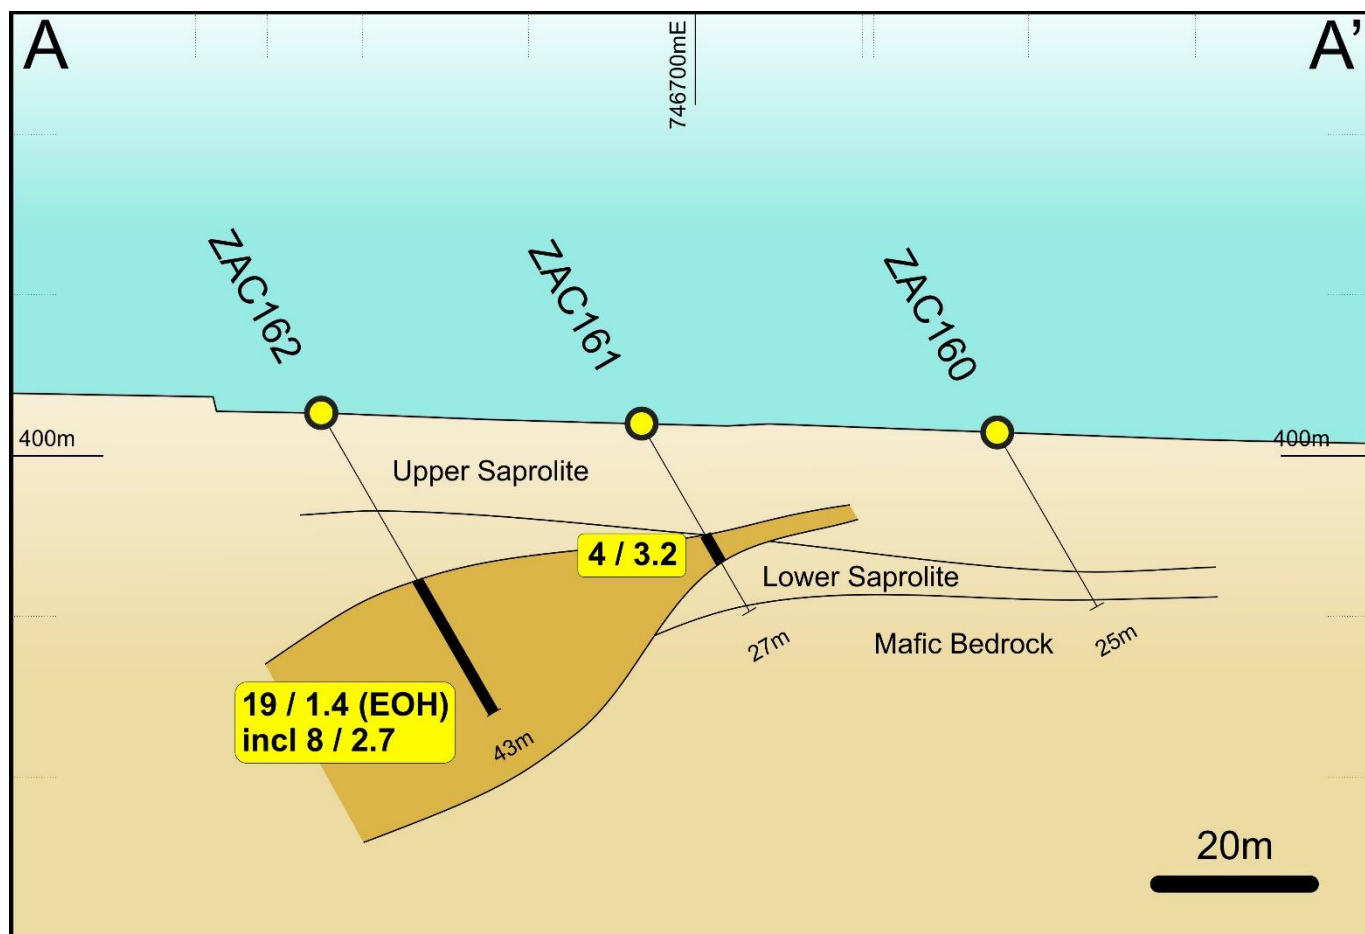 A
A’
746700mE
ZAC162
ZAC161
ZAC160
400m
400m
Upper Saprolite
4 / 3.2
Lower Saprolite
27m
Mafic Bedrock
25m
19 / 1.4 (EOH)
incl 8 / 2.7
43m
20m